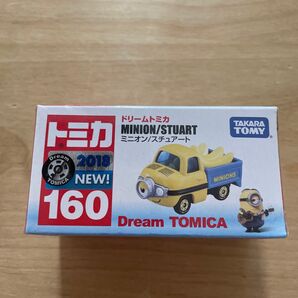 トミカ
Dream
TOMICA
2018
NEW!
160
ドリームトミカ
MINION/STUART
ミニオン/スチュアート
TAKARA
TOMY
MINIONS
Dream TOMICA